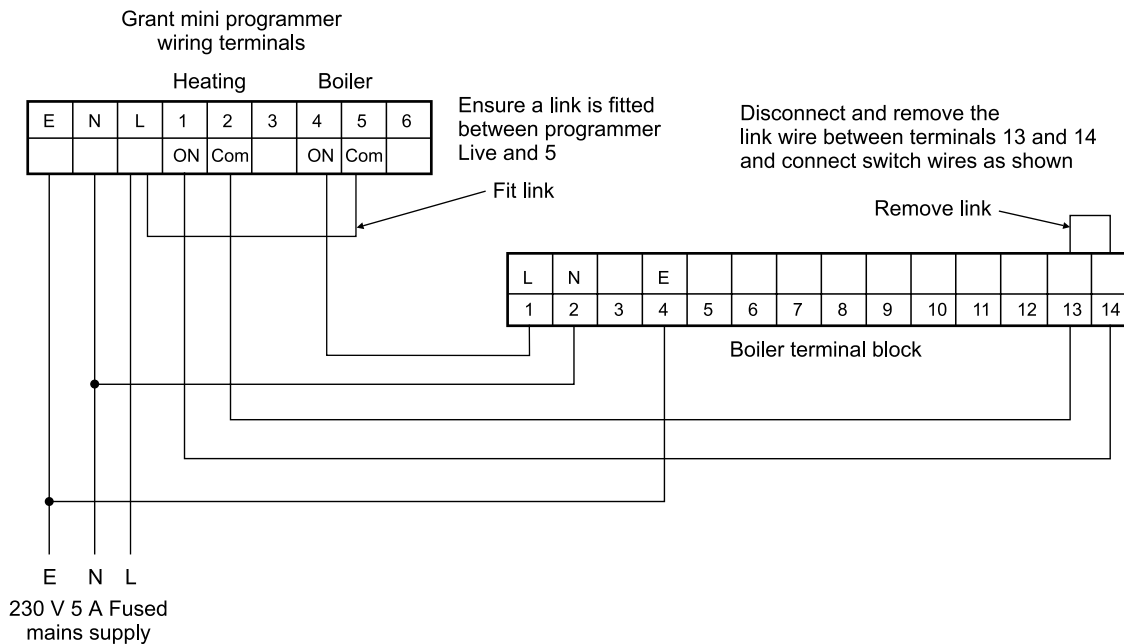 Grant mini programmer
wiring terminals
Heating Boiler
E N L 1 2 3 4 5 6
ON Com ON Com
Ensure a link is fitted
between programmer
Live and 5
Fit link
Disconnect and remove the
link wire between terminals 13 and 14
and connect switch wires as shown
Remove link
L N E
1 2 3 4 5 6 7 8 9 10 11 12 13 14
Boiler terminal block
E N L
230 V 5 A Fused
mains supply